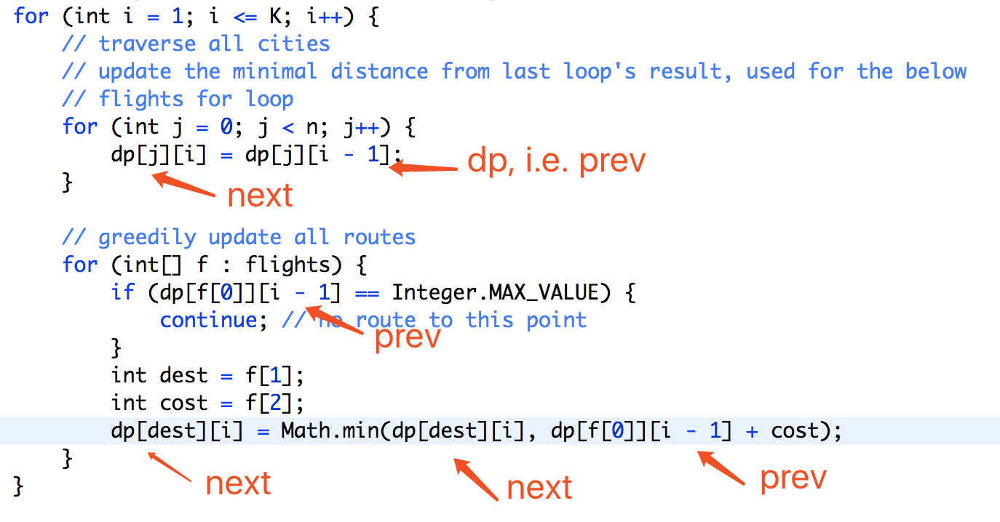 for (int i = 1; i <= K; i++) {
// traverse all cities
// update the minimal distance from last loop's result, used for the below
// flights for loop
for (int j = 0; j < n; j++) {
dp[j][i] = dp[j][i - 1];
dp, i.e. prev
}
next
// greedily update all routes
for (int[] f : flights) {
if (dp[f[0]][i - 1] == Integer.MAX_VALUE) {
continue; // no route to this point
prev
}
int dest = f[1];
int cost = f[2];
dp[dest][i] = Math.min(dp[dest][i], dp[f[0]][i - 1] + cost);
}
next
next
prev
}